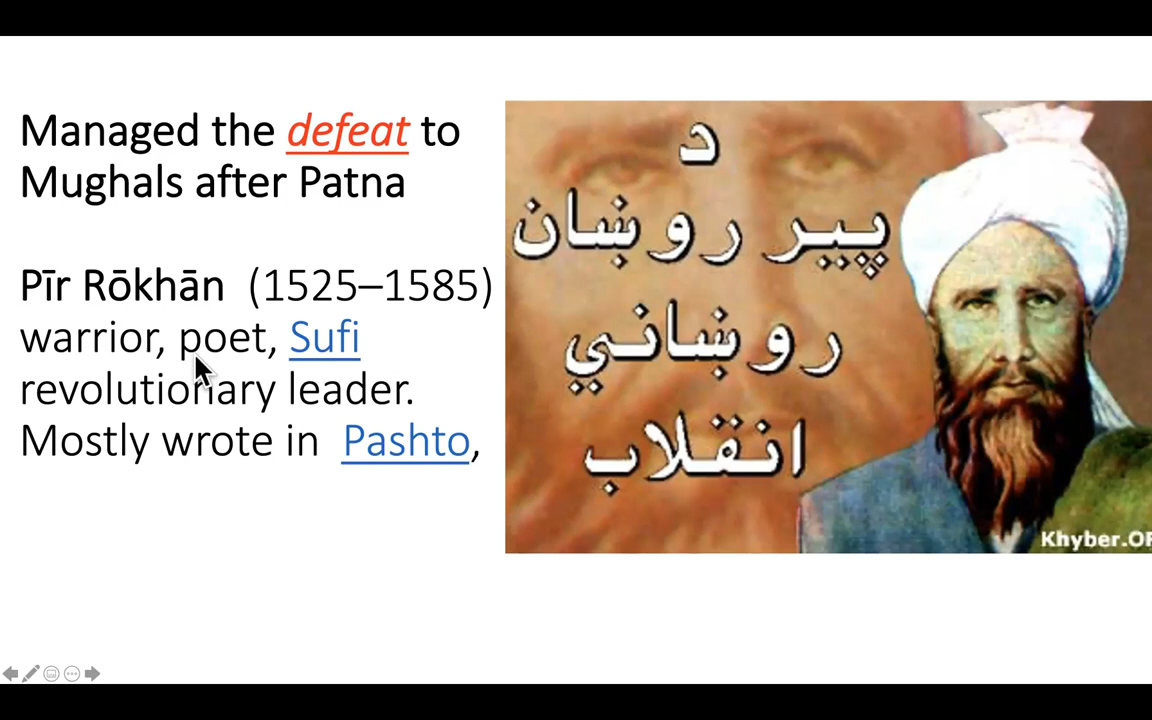 Managed the defeat to
Mughals after Patna
Pīr Rōkhān (1525–1585)
warrior, poet, Sufi
revolutionary leader.
Mostly wrote in Pashto,
د
پیر روښان
روښاني
انقلاب
Khyber.OR